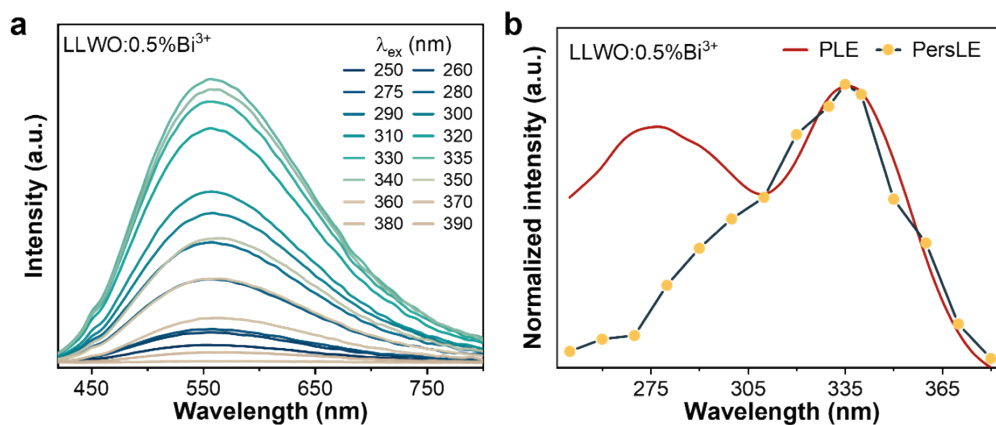 a
LLWO:0.5%Bi³⁺
λex (nm)
250 260
275 280
290 300
310 320
330 335
340 350
360 370
380 390
Intensity (a.u.)
450 550 650 750
Wavelength (nm)
b
LLWO:0.5%Bi³⁺
PLE PersLE
Normalized intensity (a.u.)
275 305 335 365
Wavelength (nm)